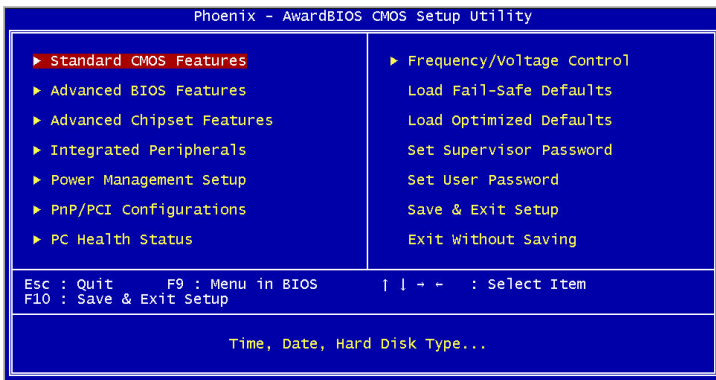 Phoenix - AwardBIOS CMOS Setup Utility
▶ Standard CMOS Features
▶ Advanced BIOS Features
▶ Advanced Chipset Features
▶ Integrated Peripherals
▶ Power Management Setup
▶ PnP/PCI Configurations
▶ PC Health Status
▶ Frequency/Voltage Control
Load Fail-Safe Defaults
Load Optimized Defaults
Set Supervisor Password
Set User Password
Save & Exit Setup
Exit Without Saving
Esc : Quit F9 : Menu in BIOS ↑ ↓ → ← : Select Item
F10 : Save & Exit Setup
Time, Date, Hard Disk Type...